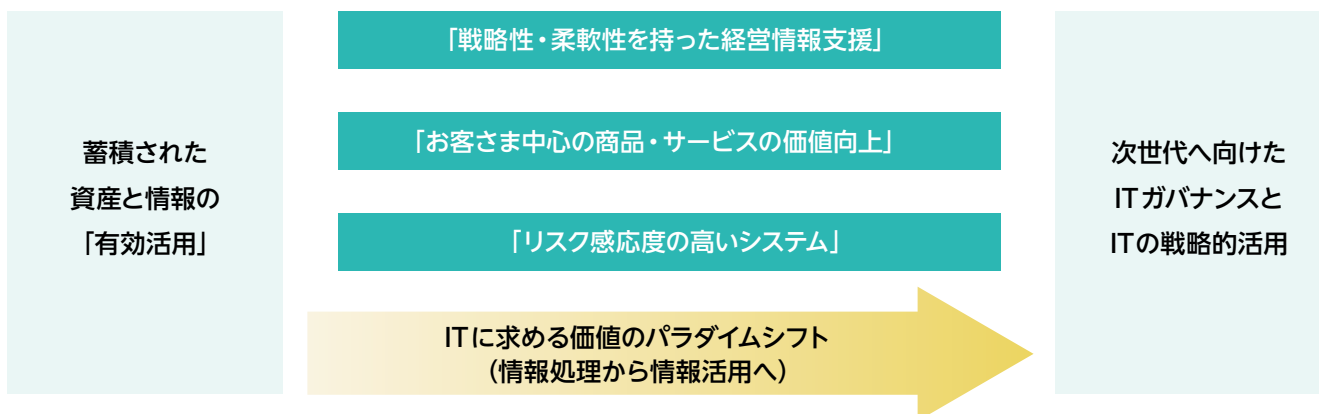 蓄積された
資産と情報の
「有効活用」
「戦略性・柔軟性を持った経営情報支援」
「お客さま中心の商品・サービスの価値向上」
「リスク感応度の高いシステム」
ITに求める価値のパラダイムシフト
（情報処理から情報活用へ）
次世代へ向けた
ITガバナンスと
ITの戦略的活用